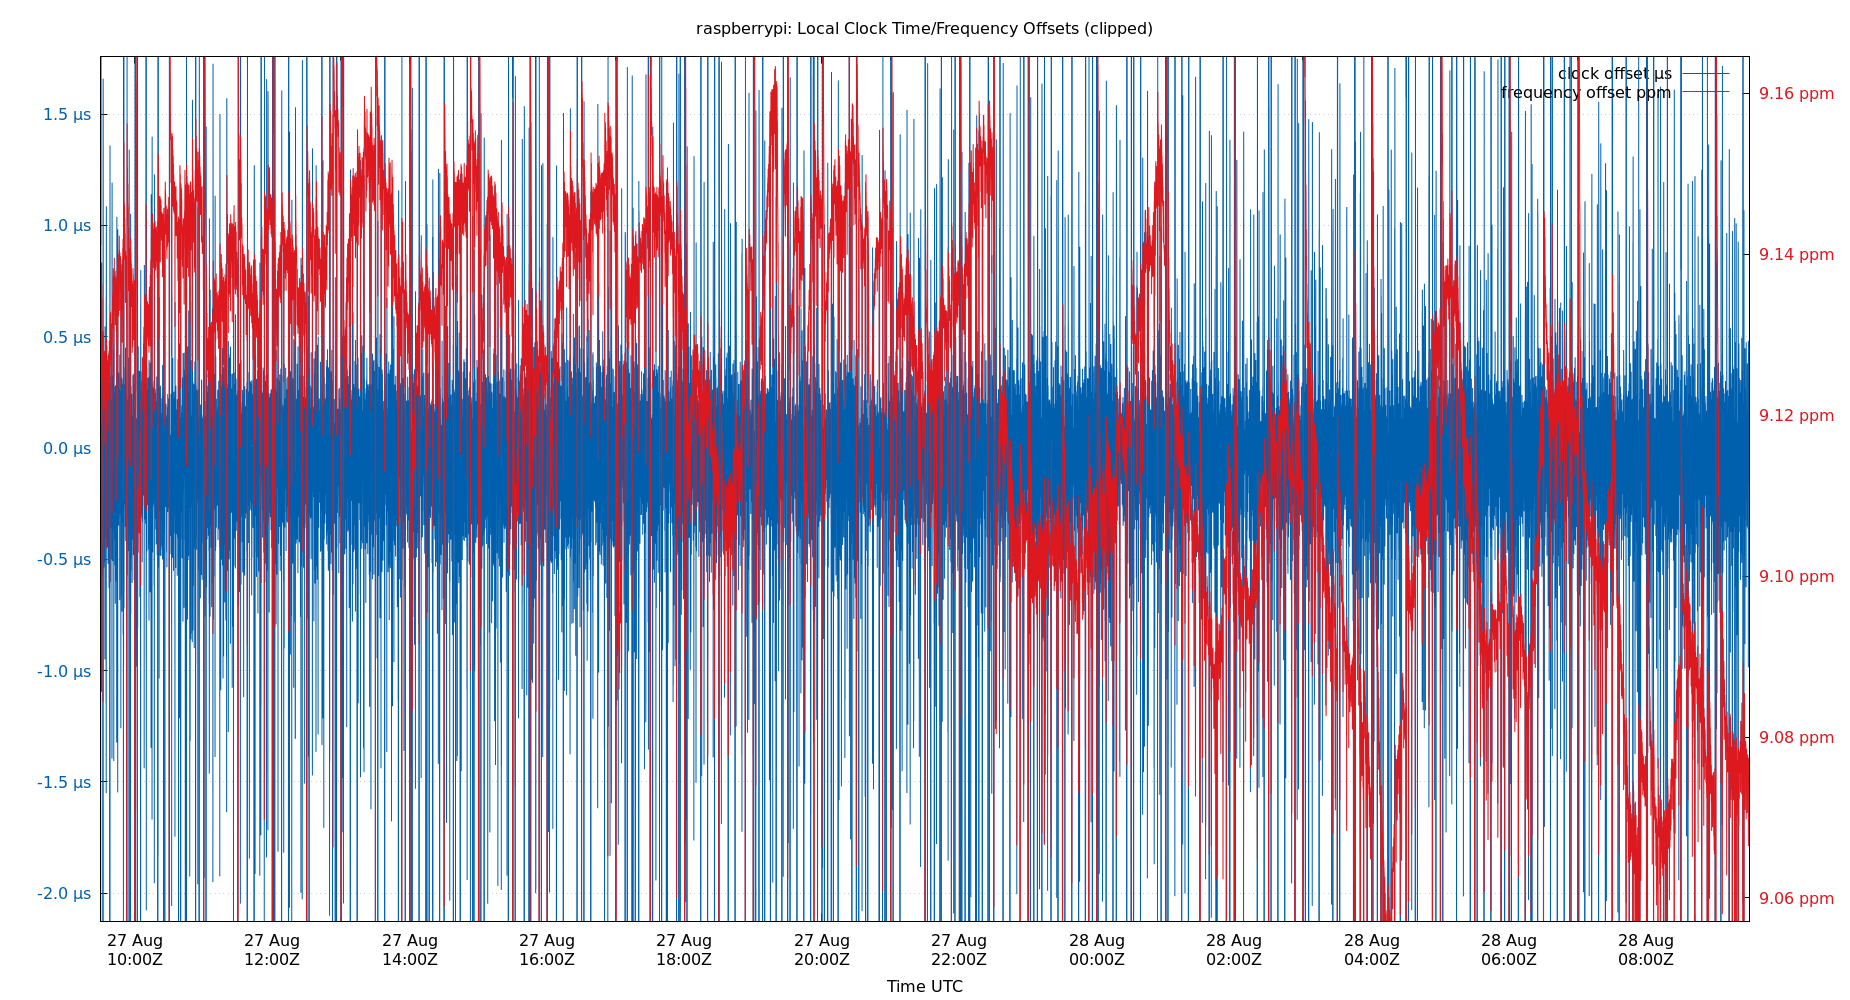 raspberrypi: Local Clock Time/Frequency Offsets (clipped)
clock offset µs
frequency offset ppm
1.5 µs
1.0 µs
0.5 µs
0.0 µs
-0.5 µs
-1.0 µs
-1.5 µs
-2.0 µs
9.16 ppm
9.14 ppm
9.12 ppm
9.10 ppm
9.08 ppm
9.06 ppm
27 Aug 27 Aug 27 Aug 27 Aug 27 Aug 27 Aug 27 Aug 28 Aug 28 Aug 28 Aug 28 Aug 28 Aug
10:00Z 12:00Z 14:00Z 16:00Z 18:00Z 20:00Z 22:00Z 00:00Z 02:00Z 04:00Z 06:00Z 08:00Z
Time UTC